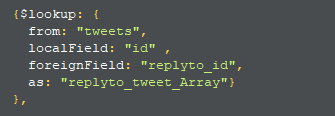 {$lookup: {
from: "tweets",
localField: "id" ,
foreignField: "replyto_id",
as: "replyto_tweet_Array"}
},